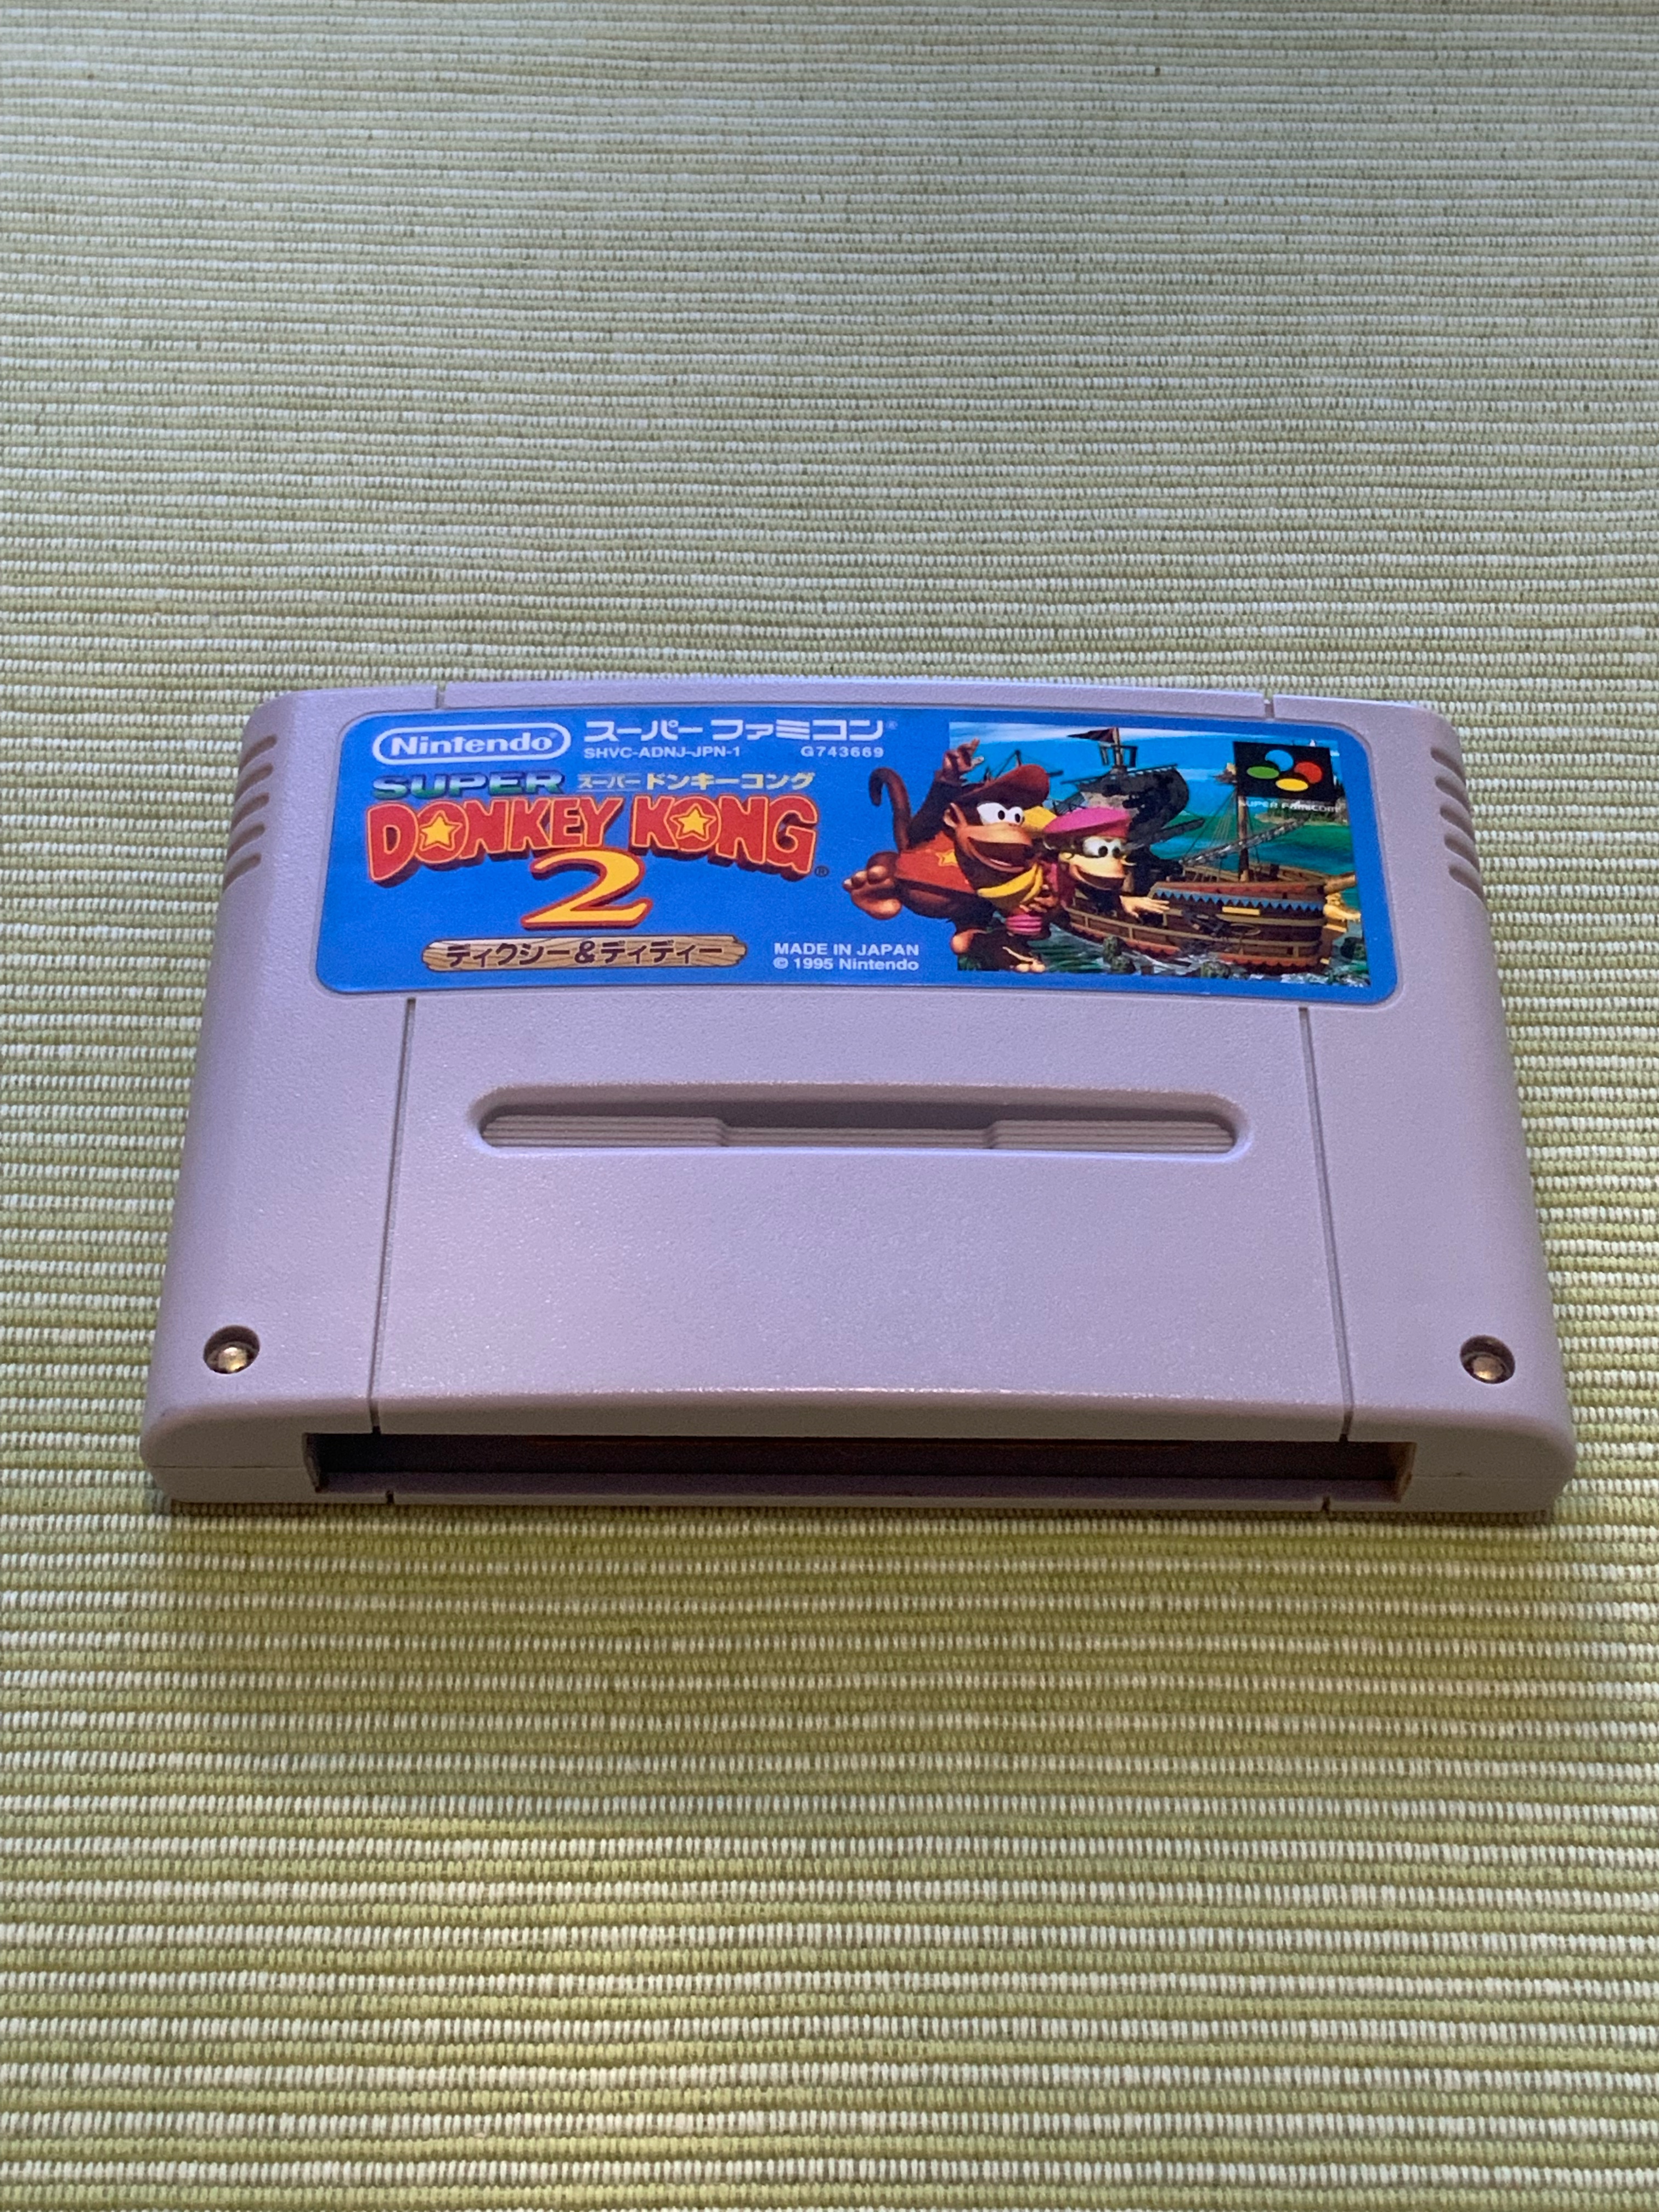 Nintendo®
スーパーファミコン®
SHVC-ADNJ-JPN-1 G743669
SUPER スーパードンキーコング
DONKEY KONG®
2
ディクシー&ディディー
MADE IN JAPAN
© 1995 Nintendo
SUPER FAMICOM